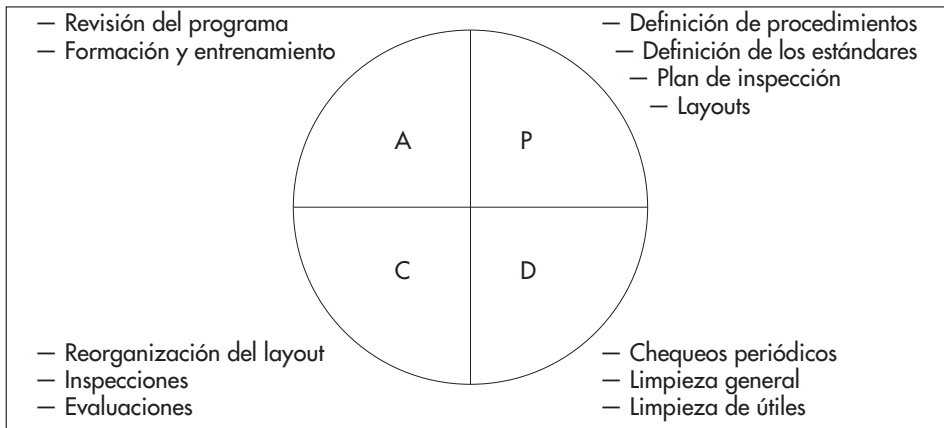 — Revisión del programa
— Formación y entrenamiento
— Definición de procedimientos
— Definición de los estándares
— Plan de inspección
— Layouts
A
P
C
D
— Reorganización del layout
— Inspecciones
— Evaluaciones
— Chequeos periódicos
— Limpieza general
— Limpieza de útiles